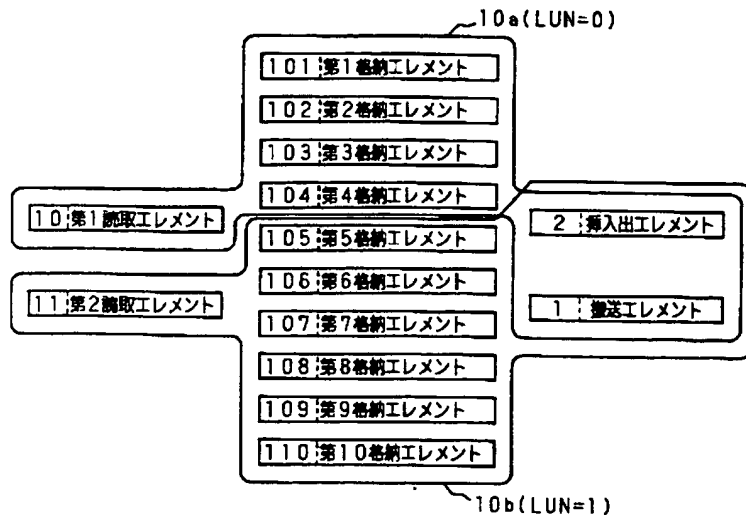 10a(LUN=0)
101 第1格納エレメント
102 第2格納エレメント
103 第3格納エレメント
104 第4格納エレメント
10 第1読取エレメント
2 挿入出エレメント
105 第5格納エレメント
106 第6格納エレメント
11 第2読取エレメント
1 搬送エレメント
107 第7格納エレメント
108 第8格納エレメント
109 第9格納エレメント
110 第10格納エレメント
10b(LUN=1)